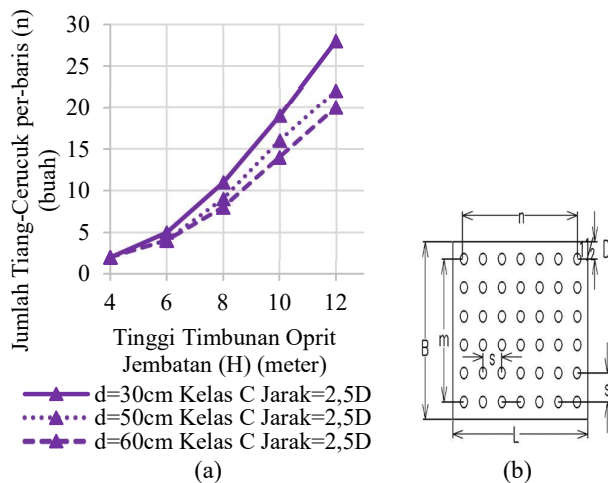 30
25
20
15
10
5
0
Jumlah Tiang-Cerucuk per-baris (n)
(buah)
4 6 8 10 12
Tinggi Timbunan Oprit
Jembatan (H) (meter)
d=30cm Kelas C Jarak=2,5D
d=50cm Kelas C Jarak=2,5D
d=60cm Kelas C Jarak=2,5D
(a)
n
1½ D
B
m
s
s
L
(b)